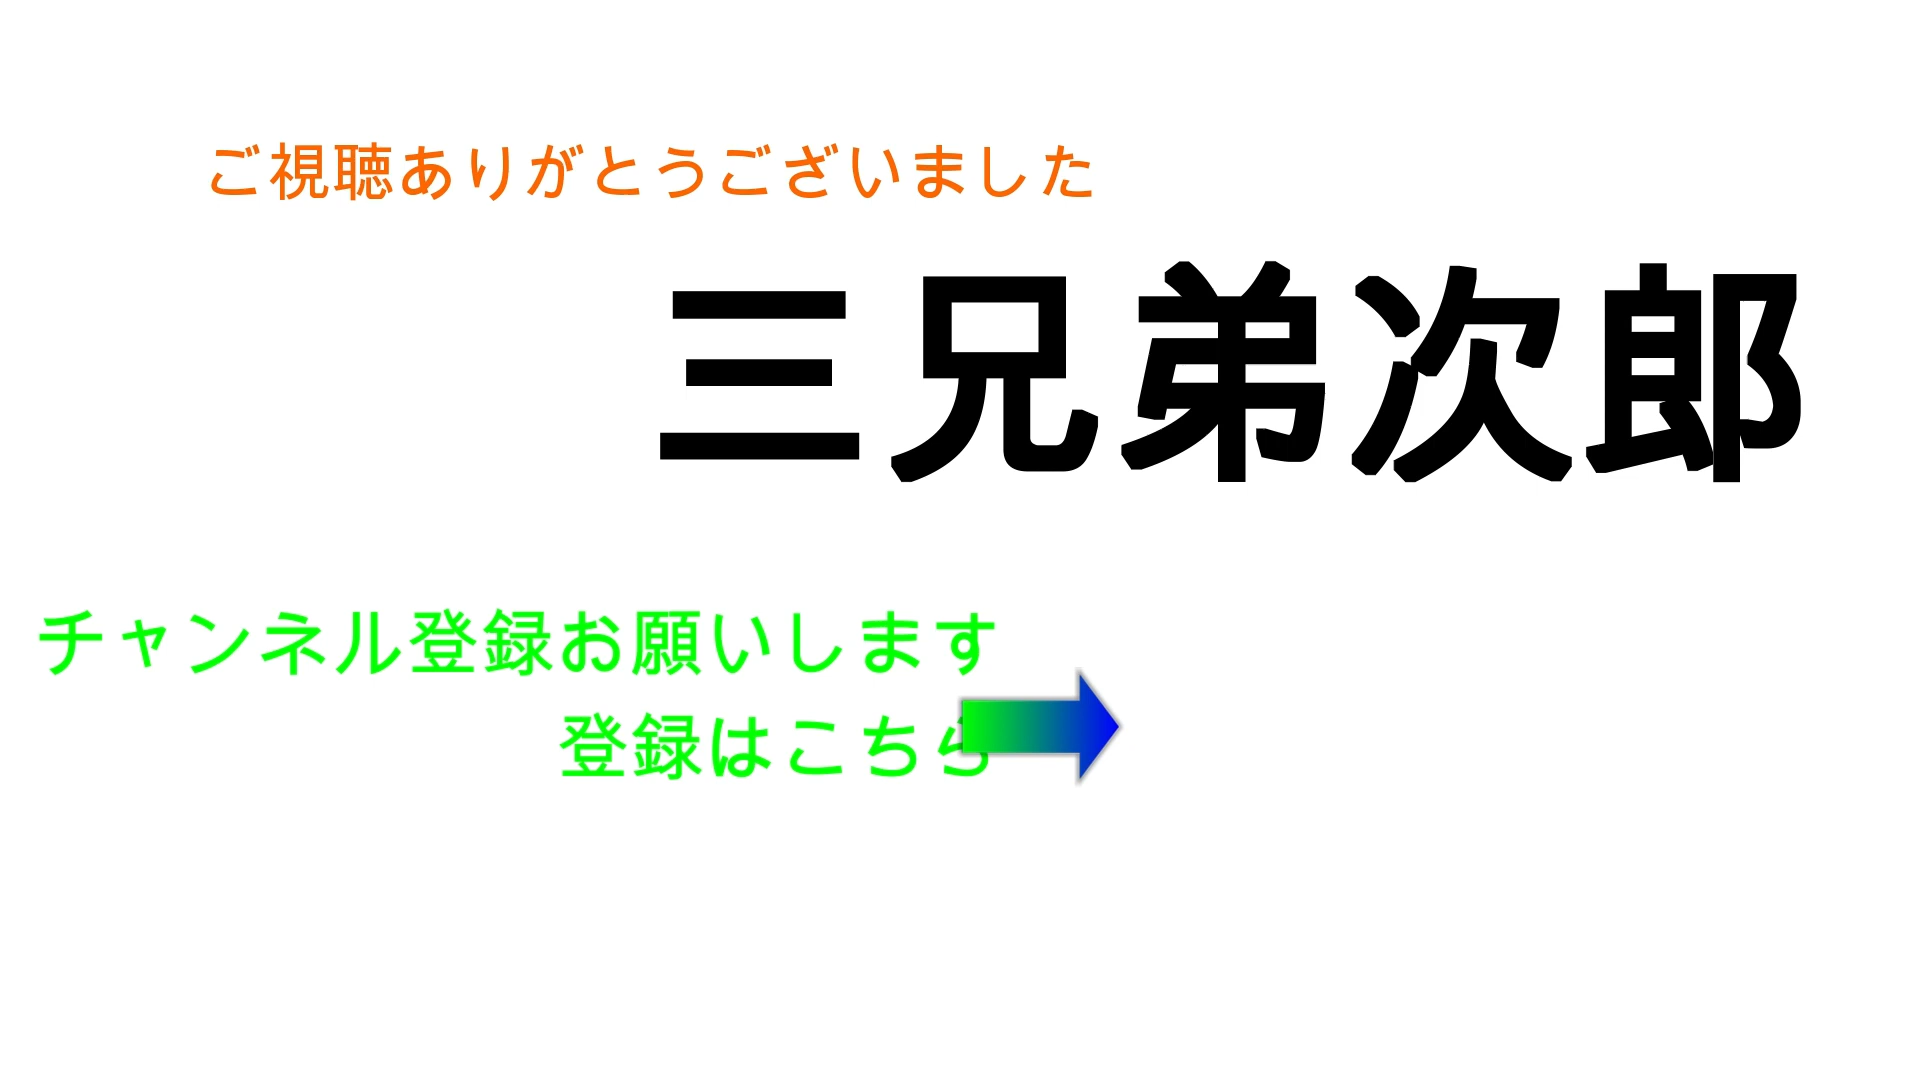 ご視聴ありがとうございました
三兄弟次郎
チャンネル登録お願いします
登録はこちら